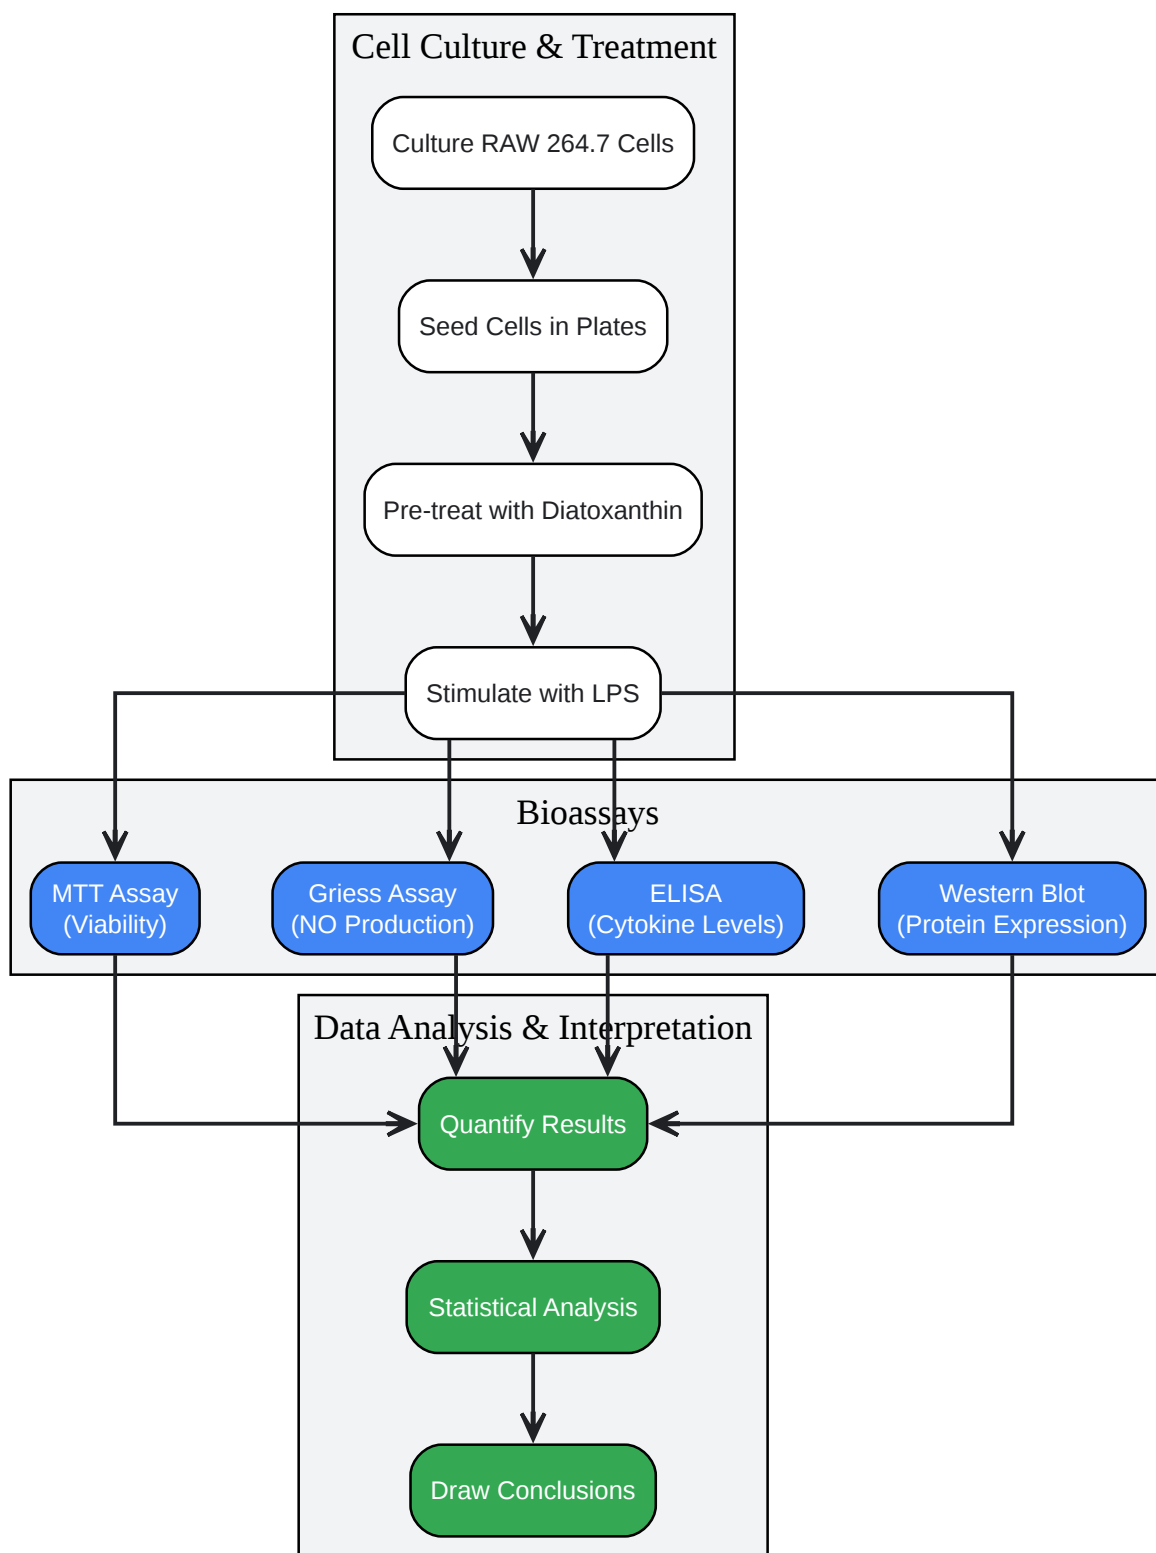 Cell Culture & Treatment
Culture RAW 264.7 Cells
Seed Cells in Plates
Pre-treat with Diatoxanthin
Stimulate with LPS
Bioassays
MTT Assay
(Viability)
Griess Assay
(NO Production)
ELISA
(Cytokine Levels)
Western Blot
(Protein Expression)
Data Analysis & Interpretation
Quantify Results
Statistical Analysis
Draw Conclusions